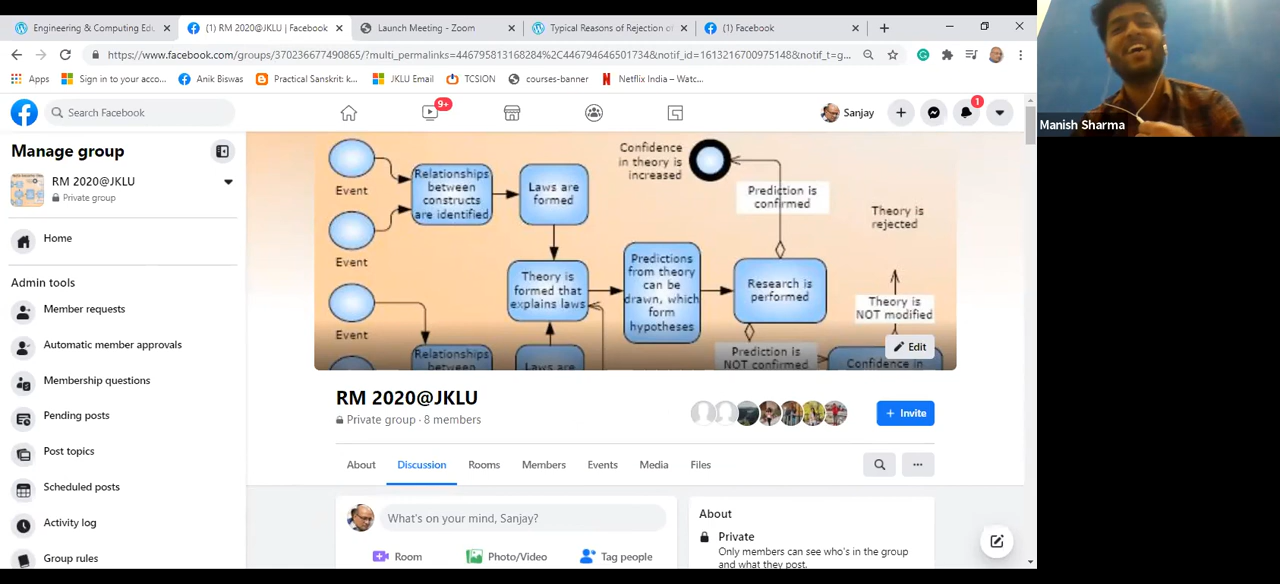 Engineering & Computing Edu
(1) RM 2020@JKLU | Facebook
Launch Meeting - Zoom
Typical Reasons of Rejection of
(1) Facebook
https://www.facebook.com/groups/370236677490865/?multi_permalinks=446795813168284%2C446794646501734&notif_id=1613216700975148&notif_t=g...
Apps
Sign in to your acco...
Anik Biswas
Practical Sanskrit: k...
JKLU Email
TCSION
courses-banner
Netflix India – Watc...
Search Facebook
9+
Sanjay
1
Manage group
RM 2020@JKLU
Private group
Home
Admin tools
Member requests
Automatic member approvals
Membership questions
Pending posts
Post topics
Scheduled posts
Activity log
Group rules
Event
Event
Event
Relationships
between
constructs
are identified
Laws are
formed
Theory is
formed that
explains laws
Predictions
from theory
can be
drawn, which
form
hypotheses
Research is
performed
Confidence
in theory is
increased
Prediction is
confirmed
Theory is
rejected
Theory is
NOT modified
Prediction is
NOT confirmed
Confidence in
Relationships
between
Laws are
Edit
RM 2020@JKLU
Private group · 8 members
+ Invite
About
Discussion
Rooms
Members
Events
Media
Files
What's on your mind, Sanjay?
Room
Photo/Video
Tag people
About
Private
Only members can see who's in the group
and what they post.
Manish Sharma